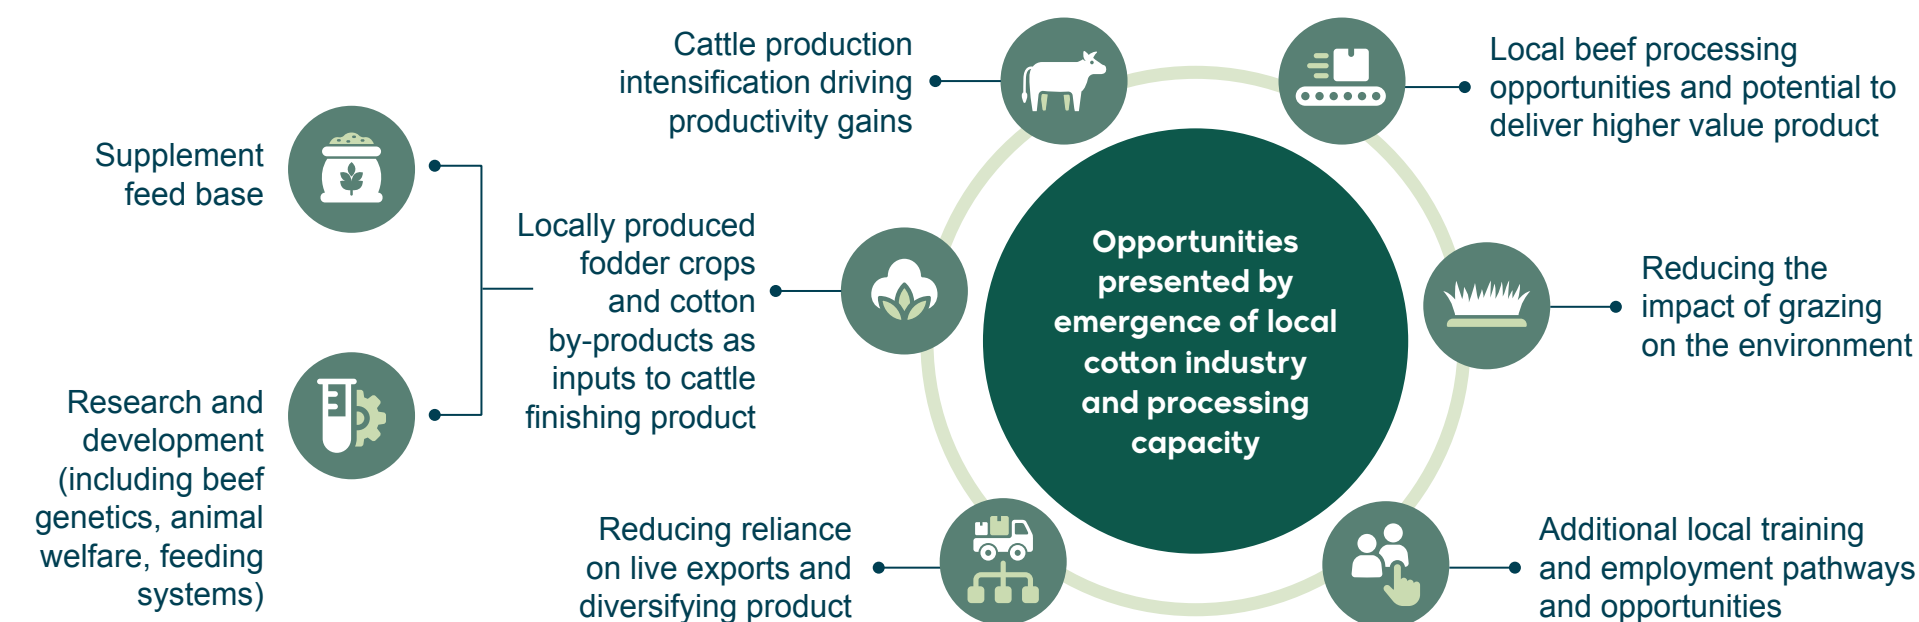 Supplement
feed base
Research and
development
(including beef
genetics, animal
welfare, feeding
systems)
Locally produced
fodder crops
and cotton
by-products as
inputs to cattle
finishing product
Cattle production
intensification driving
productivity gains
Reducing reliance
on live exports and
diversifying product
Opportunities
presented by
emergence of local
cotton industry
and processing
capacity
Local beef processing
opportunities and potential to
deliver higher value product
Reducing the
impact of grazing
on the environment
Additional local training
and employment pathways
and opportunities